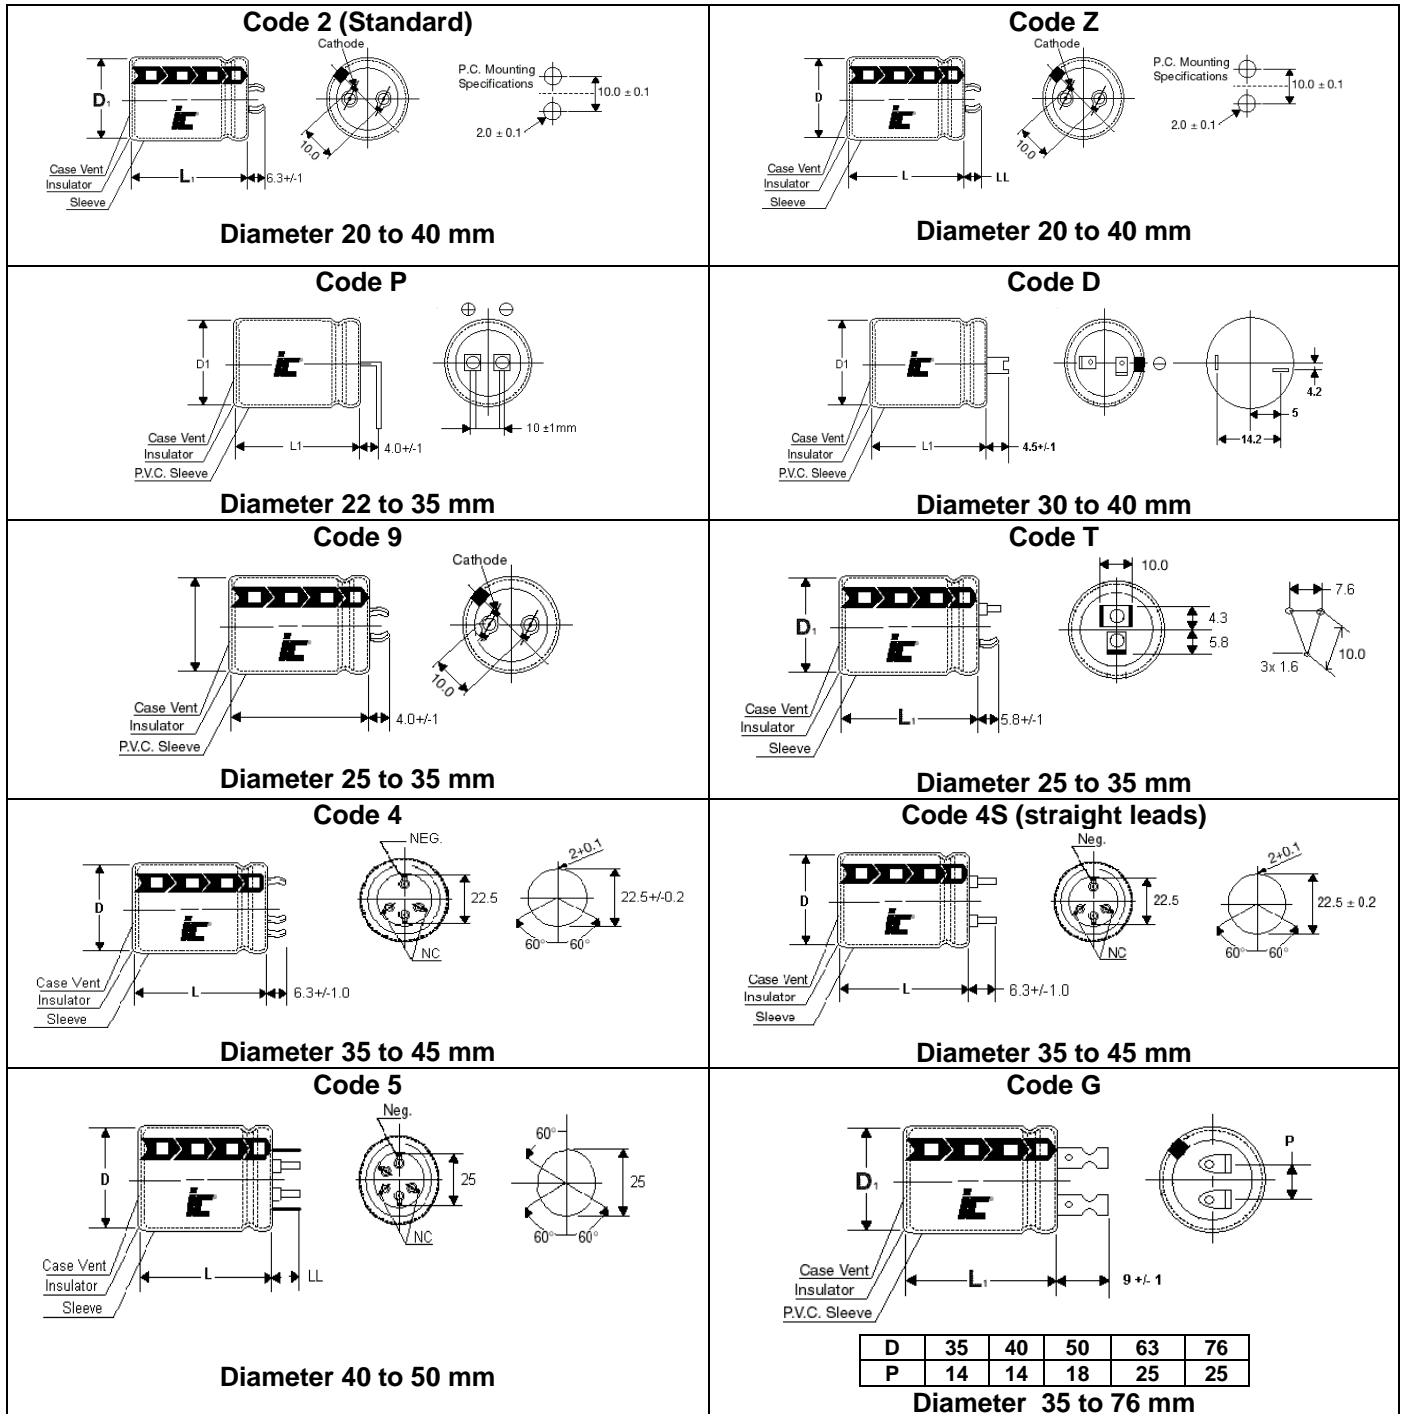 Code 2 (Standard)
Cathode
P.C. Mounting
Specifications
10.0 ± 0.1
2.0 ± 0.1
D1
ic
10.0
Case Vent
Insulator
Sleeve
L1
6.3+/-1
Diameter 20 to 40 mm
Code Z
Cathode
P.C. Mounting
Specifications
10.0 ± 0.1
2.0 ± 0.1
D
ic
10.0
Case Vent
Insulator
Sleeve
L
LL
Diameter 20 to 40 mm
Code P
D1
ic
Case Vent
Insulator
P.V.C. Sleeve
L1
4.0+/-1
10 ±1mm
Diameter 22 to 35 mm
Code D
D1
ic
4.2
5
14.2
Case Vent
Insulator
P.V.C. Sleeve
L1
4.5+/-1
Diameter 30 to 40 mm
Code 9
Cathode
ic
10.0
Case Vent
Insulator
P.V.C. Sleeve
4.0+/-1
Diameter 25 to 35 mm
Code T
10.0
7.6
D1
4.3
5.8
10.0
3x 1.6
ic
Case Vent
Insulator
Sleeve
L1
5.8+/-1
Diameter 25 to 35 mm
Code 4
NEG.
2+0.1
D
22.5
22.5+/-0.2
ic
60° 60°
NC
Case Vent
Insulator
Sleeve
L
6.3+/-1.0
Diameter 35 to 45 mm
Code 4S (straight leads)
Neg.
2+0.1
D
22.5
22.5 ± 0.2
ic
60° 60°
NC
Case Vent
Insulator
Sleeve
L
6.3+/-1.0
Diameter 35 to 45 mm
Code 5
Neg.
60°
D
25
25
ic
NC
60° 60°
Case Vent
Insulator
Sleeve
L
LL
Diameter 40 to 50 mm
Code G
P
D1
ic
Case Vent
Insulator
P.V.C. Sleeve
L1
9 +/- 1
D 35 40 50 63 76
P 14 14 18 25 25
Diameter 35 to 76 mm